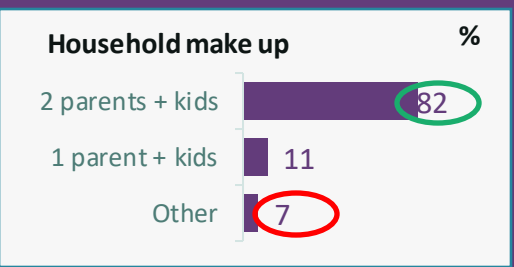 Household make up %
2 parents + kids 82
1 parent + kids 11
Other 7